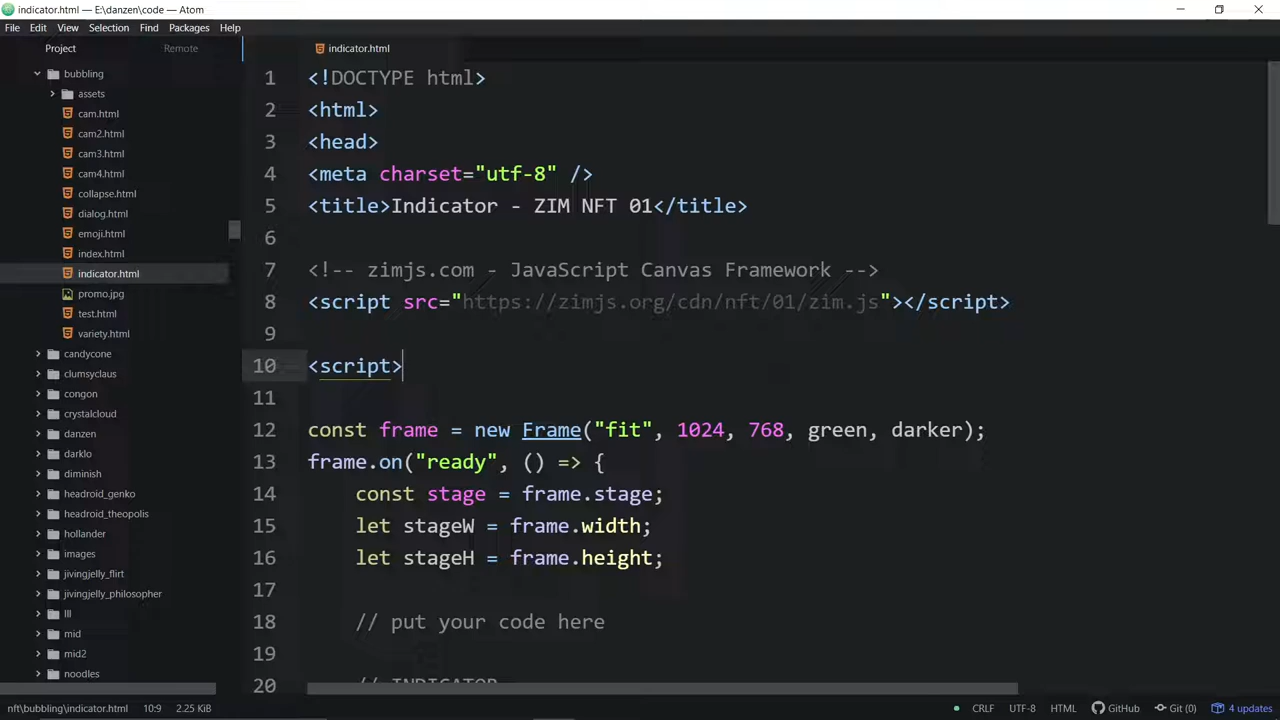 indicator.html — E:\danzen\code — Atom
File Edit View Selection Find Packages Help
Project Remote
bubbling
assets
cam.html
cam2.html
cam3.html
cam4.html
collapse.html
dialog.html
emoji.html
index.html
indicator.html
promo.jpg
test.html
variety.html
candycone
clumsyclaus
congon
crystalcloud
danzen
darklo
diminish
headroid_genko
headroid_theopolis
hollander
images
jivingjelly_flirt
jivingjelly_philosopher
lll
mid
mid2
noodles
indicator.html
1 <!DOCTYPE html>
2 <html>
3 <head>
4 <meta charset="utf-8" />
5 <title>Indicator - ZIM NFT 01</title>
6
7 <!-- zimjs.com - JavaScript Canvas Framework -->
8 <script src="https://zimjs.org/cdn/nft/01/zim.js"></script>
9
10 <script>
11
12 const frame = new Frame("fit", 1024, 768, green, darker);
13 frame.on("ready", () => {
14 const stage = frame.stage;
15 let stageW = frame.width;
16 let stageH = frame.height;
17
18 // put your code here
19
20 // INDICATOR
nft\bubbling\indicator.html 10:9 2.25 KiB CRLF UTF-8 HTML GitHub Git (0) 4 updates